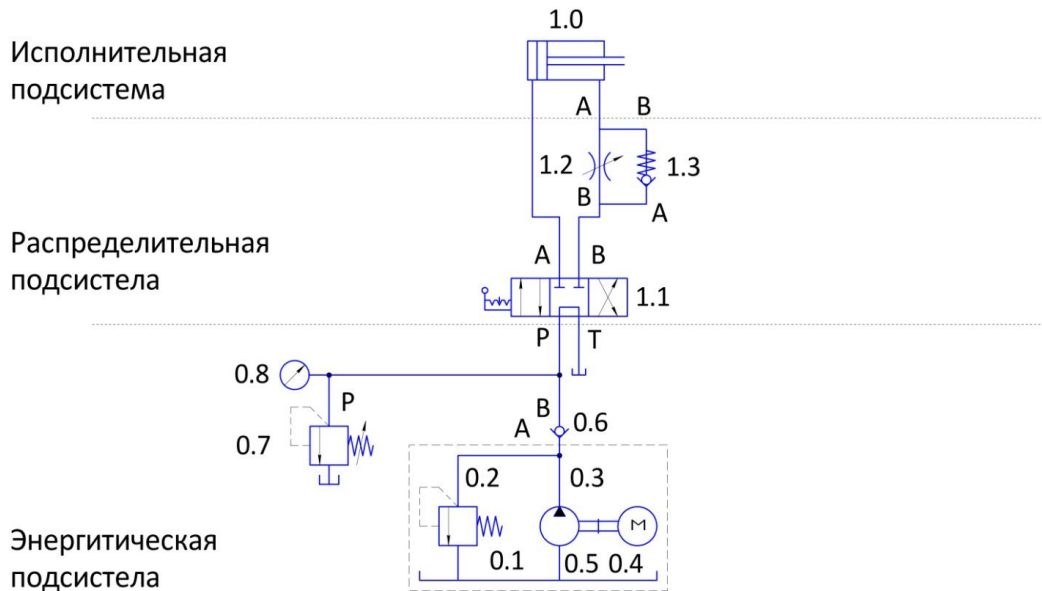 1.0
Исполнительная
подсистема
A
B
1.2
1.3
B
A
Распределительная
подсистела
A
B
1.1
P
T
0.8
P
B
0.6
A
0.7
0.2
0.3
M
Энергитическая
подсистела
0.1
0.5
0.4